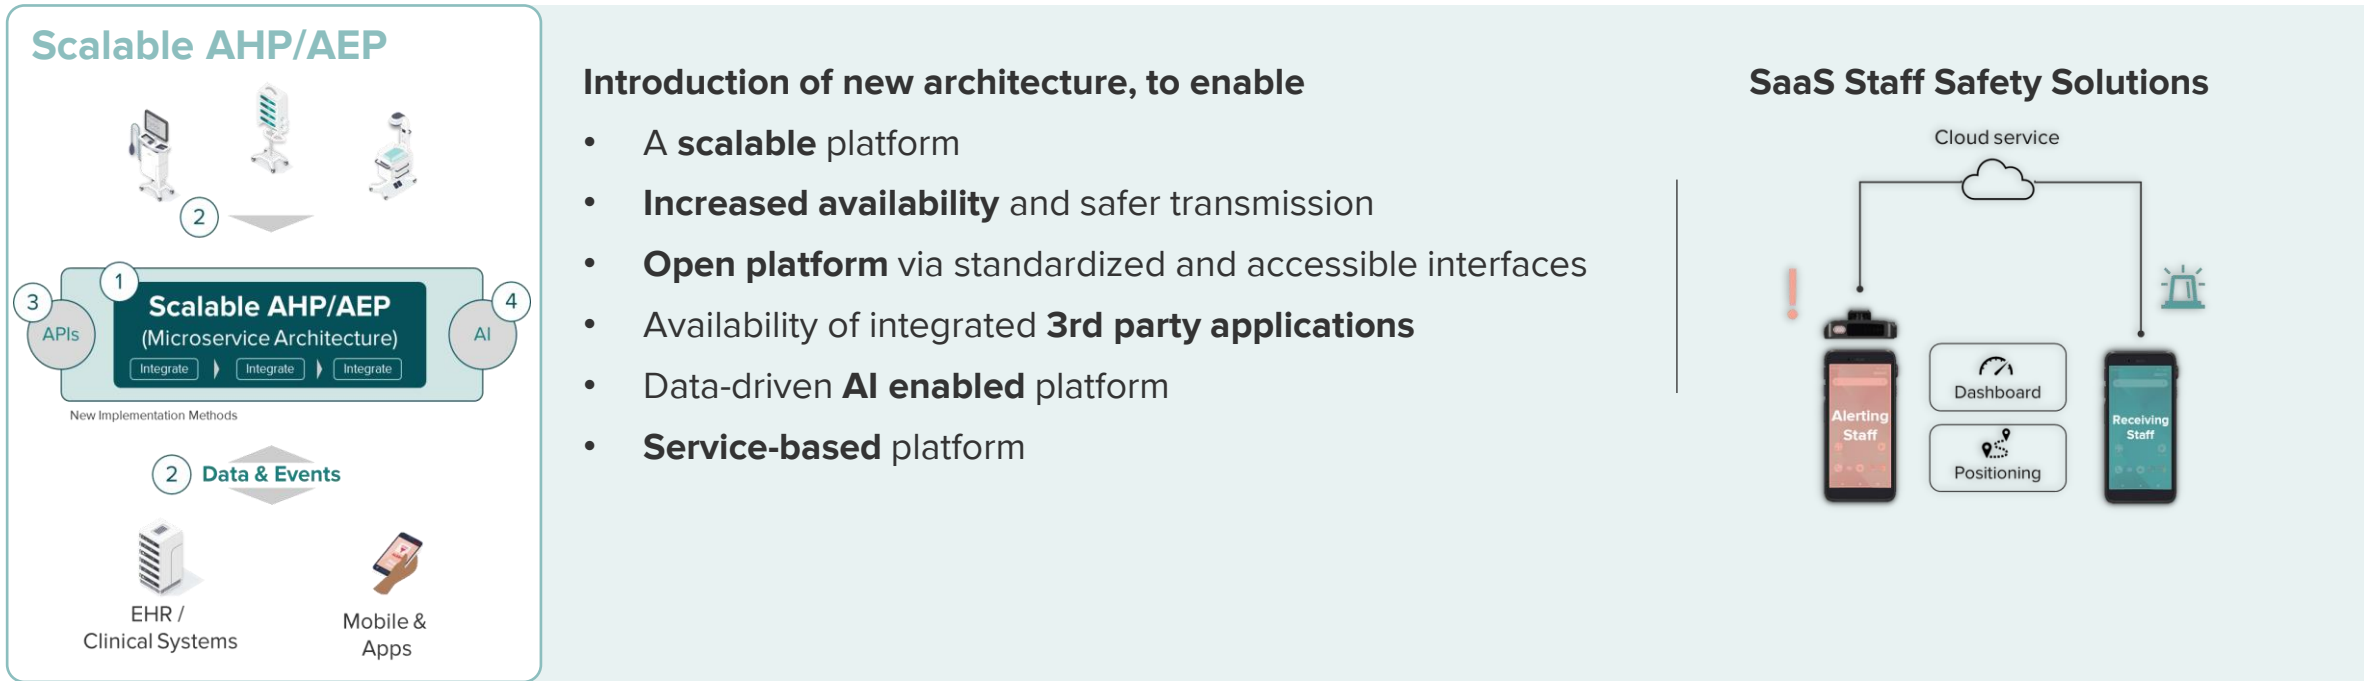 Scalable AHP/AEP
2
1
3
4
APIs
Scalable AHP/AEP
(Microservice Architecture)
AI
Integrate
Integrate
Integrate
New Implementation Methods
2
Data & Events
EHR /
Clinical Systems
Mobile &
Apps
Introduction of new architecture, to enable
• A scalable platform
• Increased availability and safer transmission
• Open platform via standardized and accessible interfaces
• Availability of integrated 3rd party applications
• Data-driven AI enabled platform
• Service-based platform
SaaS Staff Safety Solutions
Cloud service
!
Alerting
Staff
Dashboard
Positioning
Receiving
Staff